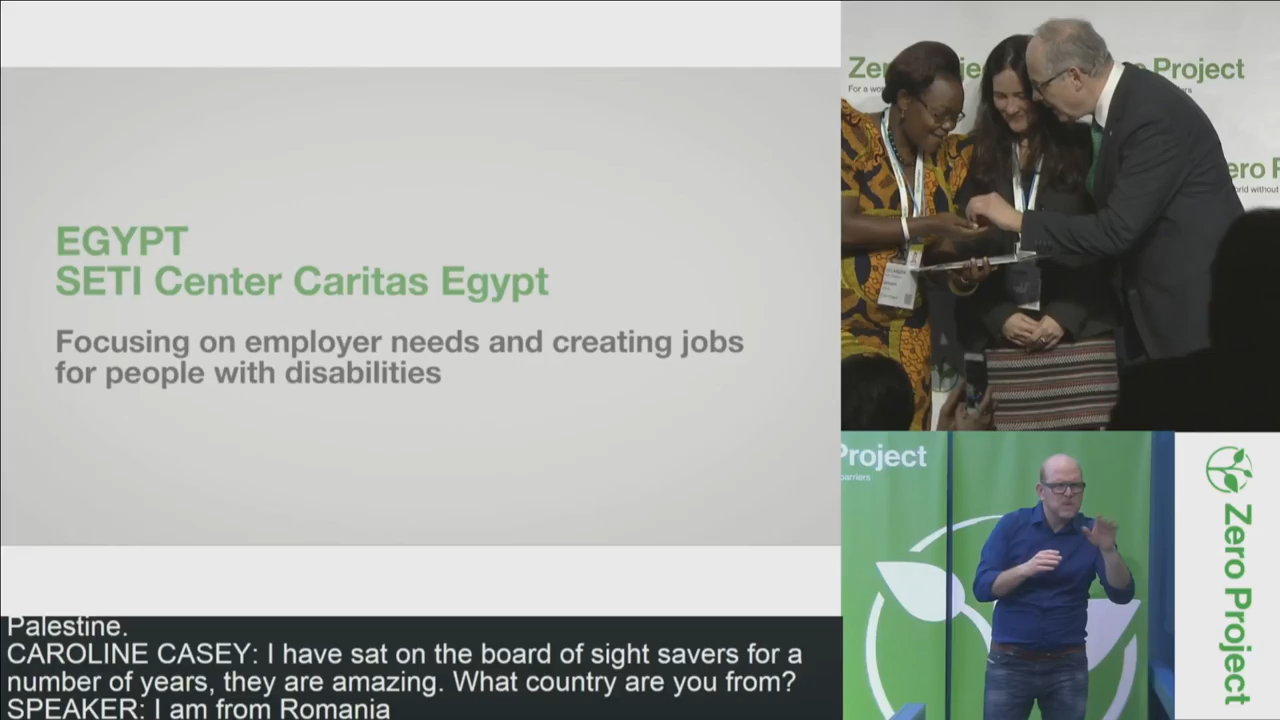 EGYPT
SETI Center Caritas Egypt
Focusing on employer needs and creating jobs
for people with disabilities
Palestine.
CAROLINE CASEY: I have sat on the board of sight savers for a
number of years, they are amazing. What country are you from?
SPEAKER: I am from Romania
Project
Project
barriers
Zero Project